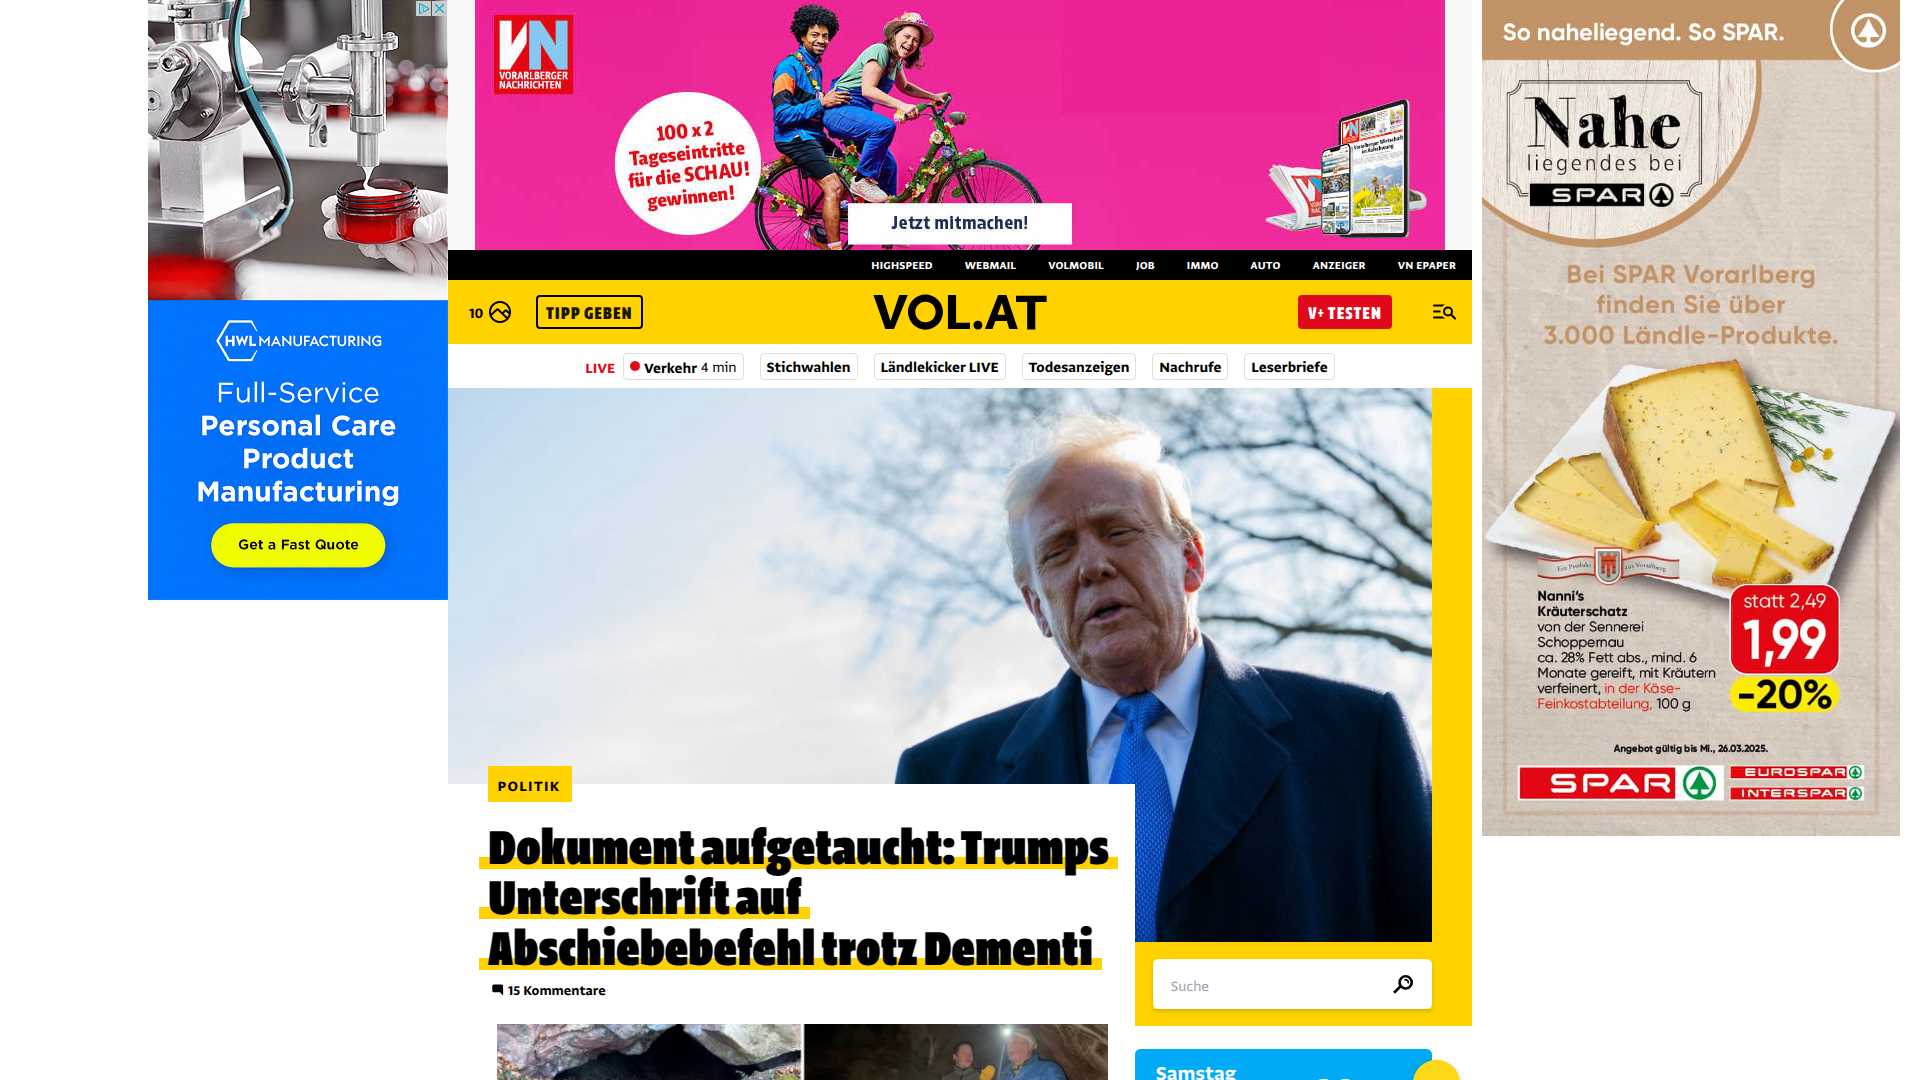 VN
VORARLBERGER
NACHRICHTEN
100 x 2
Tageseintritte
für die SCHAU!
gewinnen!
Jetzt mitmachen!
HIGHSPEED WEBMAIL VOLMOBIL JOB IMMO AUTO ANZEIGER VN EPAPER
10 TIPP GEBEN VOL.AT V+ TESTEN
LIVE Verkehr 4 min Stichwahlen Ländlekicker LIVE Todesanzeigen Nachrufe Leserbriefe
HWL MANUFACTURING
Full-Service
Personal Care
Product
Manufacturing
Get a Fast Quote
POLITIK
Dokument aufgetaucht: Trumps
Unterschrift auf
Abschiebebefehl trotz Dementi
15 Kommentare
Suche
Samstag
So naheliegend. So SPAR.
Nahe
liegendes bei
SPAR
Bei SPAR Vorarlberg
finden Sie über
3.000 Ländle-Produkte.
Ein Produkt aus Vorarlberg
Nanni's
Kräuterschatz
von der Sennerei
Schoppernau
ca. 28% Fett abs., mind. 6
Monate gereift, mit Kräutern
verfeinert, in der Käse-
Feinkostabteilung, 100 g
statt 2,49
1,99
-20%
Angebot gültig bis Mi., 26.03.2025.
SPAR
EUROSPAR
INTERSPAR